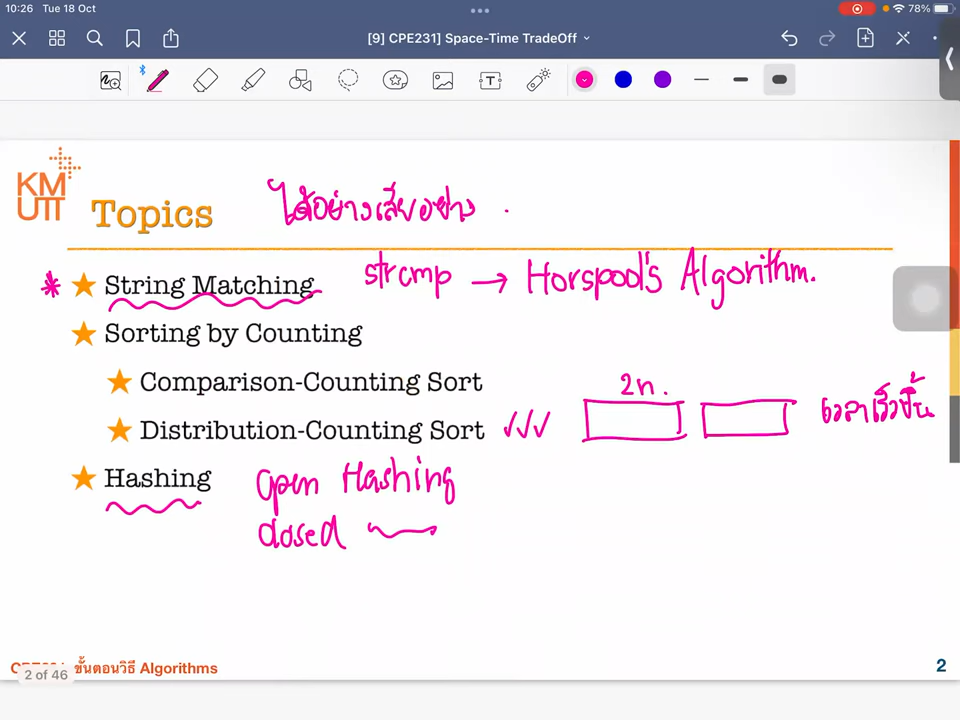 10:26 Tue 18 Oct
78%
[9] CPE231] Space-Time TradeOff
T
KM
UTT
Topics ได้อย่างเสียอย่าง .
* String Matching strcmp → Horspool's Algorithm.
Sorting by Counting
Comparison-Counting Sort
2n.
Distribution-Counting Sort ✓✓✓ เวลาเร็วขึ้น
Hashing Open Hashing
closed
ขั้นตอนวิธี Algorithms
2 of 46
2